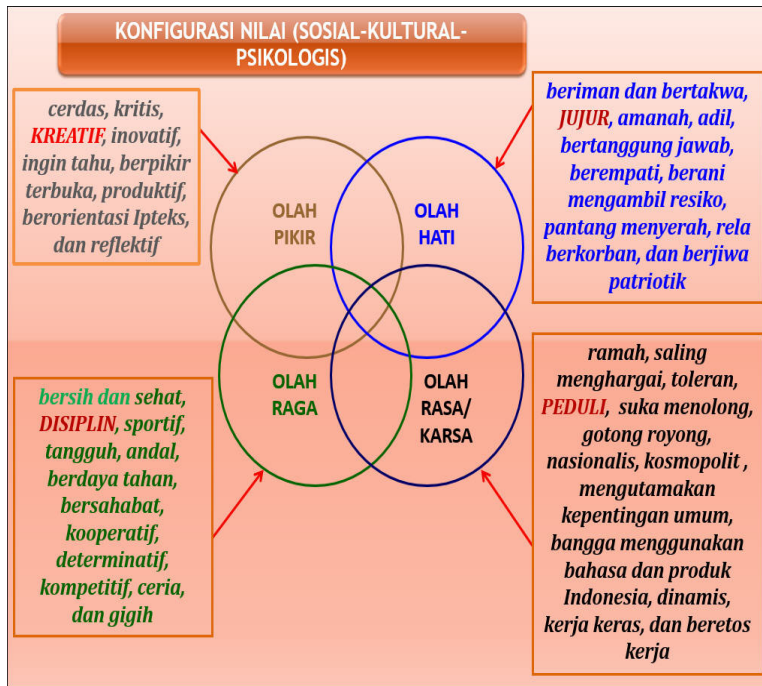 KONFIGURASI NILAI (SOSIAL-KULTURAL-
PSIKOLOGIS)
cerdas, kritis,
KREATIF, inovatif,
ingin tahu, berpikir
terbuka, produktif,
berorientasi Ipteks,
dan reflektif
beriman dan bertakwa,
JUJUR, amanah, adil,
bertanggung jawab,
berempati, berani
mengambil resiko,
pantang menyerah, rela
berkorban, dan berjiwa
patriotik
OLAH
PIKIR
OLAH
HATI
OLAH
RAGA
OLAH
RASA/
KARSA
bersih dan sehat,
DISIPLIN, sportif,
tangguh, andal,
berdaya tahan,
bersahabat,
kooperatif,
determinatif,
kompetitif, ceria,
dan gigih
ramah, saling
menghargai, toleran,
PEDULI, suka menolong,
gotong royong,
nasionalis, kosmopolit ,
mengutamakan
kepentingan umum,
bangga menggunakan
bahasa dan produk
Indonesia, dinamis,
kerja keras, dan beretos
kerja